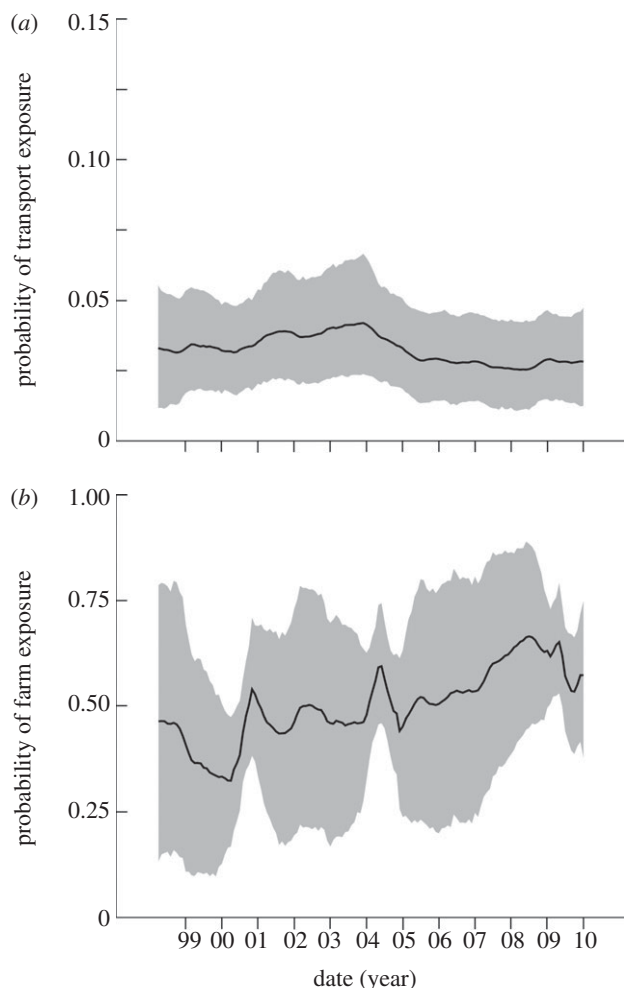 (a)
0.15
0.10
0.05
0
probability of transport exposure
(b)
1.00
0.75
0.50
0.25
0
probability of farm exposure
99 00 01 02 03 04 05 06 07 08 09 10
date (year)